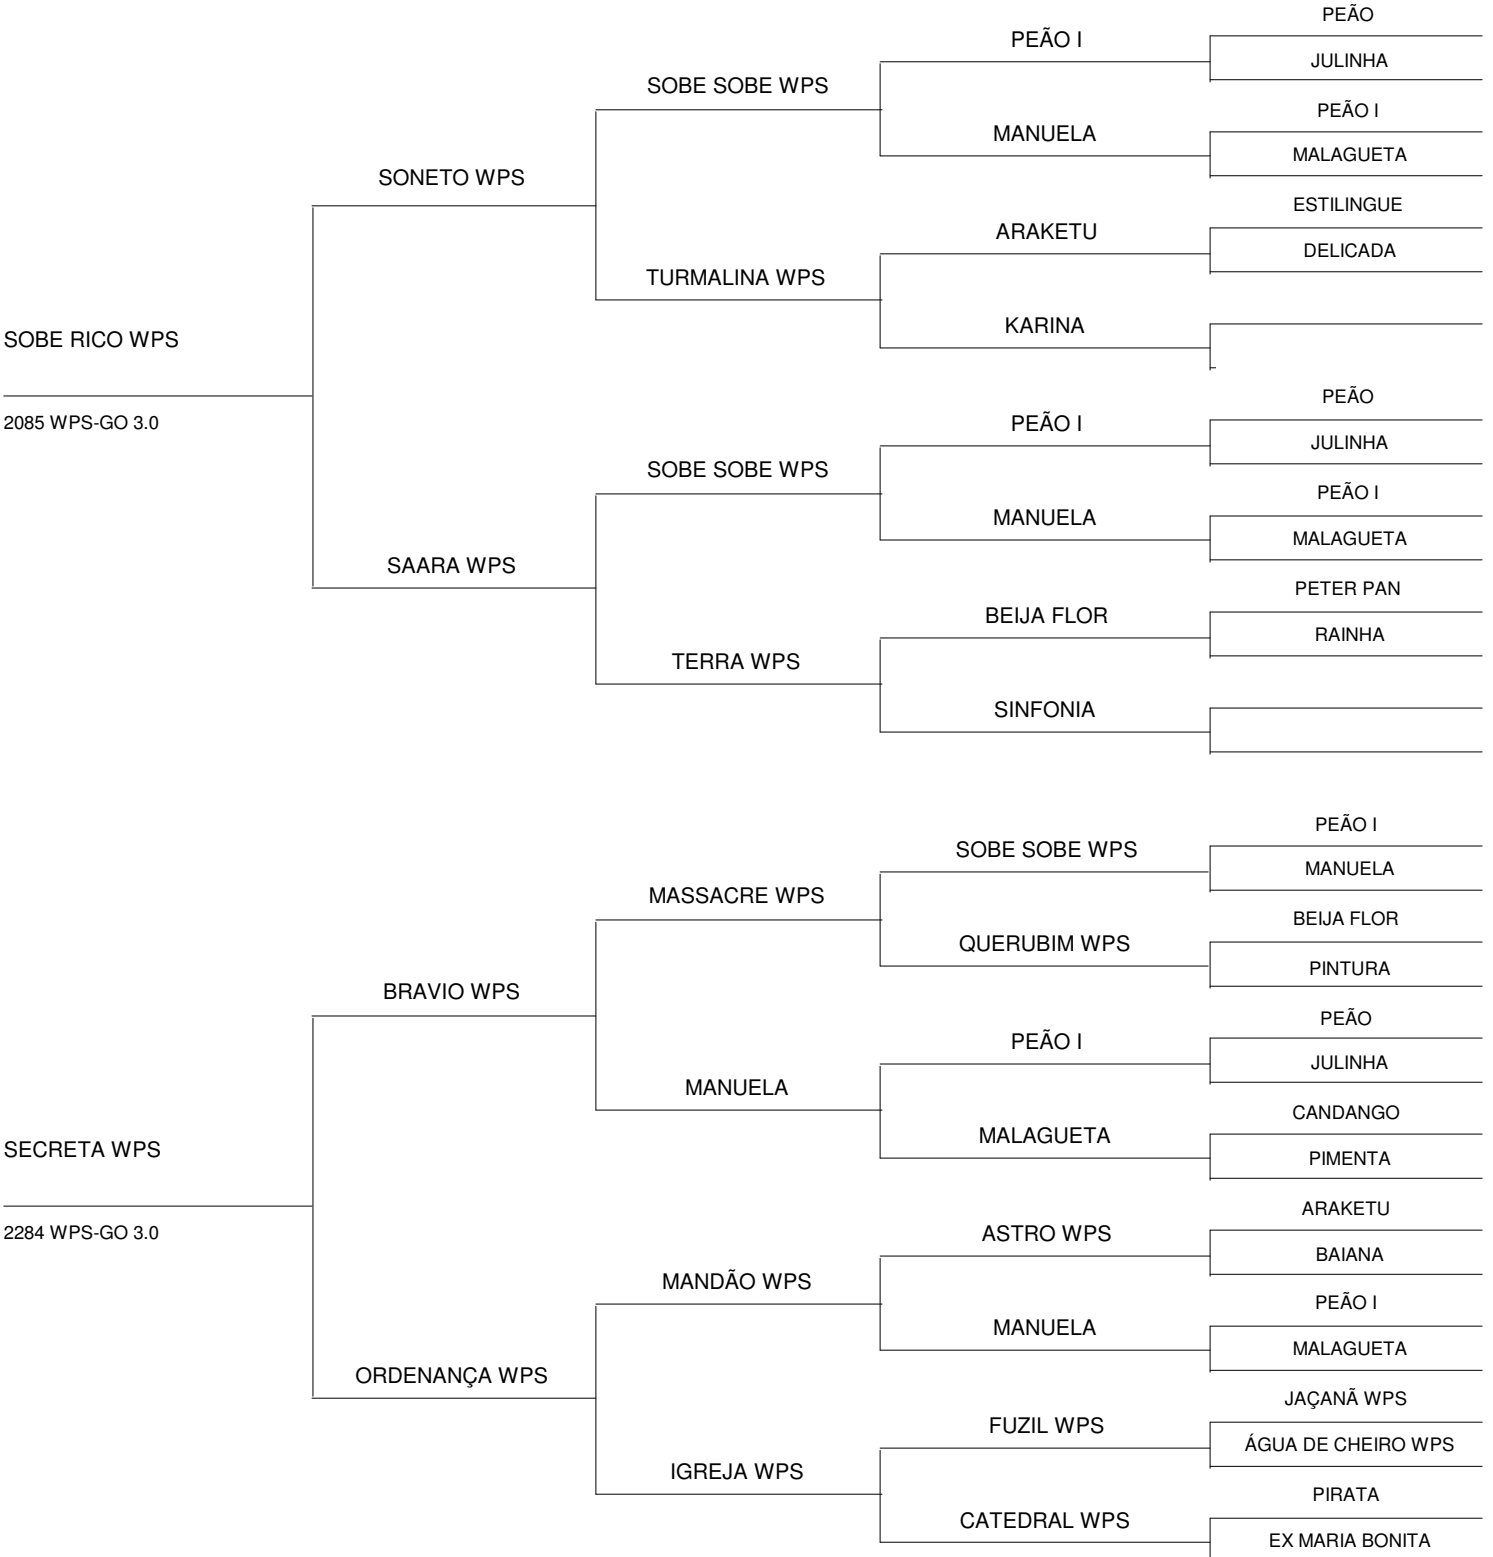 PEÃO
PEÃO I
JULINHA
SOBE SOBE WPS
PEÃO I
MANUELA
MALAGUETA
SONETO WPS
ESTILINGUE
ARAKETU
DELICADA
TURMALINA WPS
KARINA
SOBE RICO WPS
2085 WPS-GO 3.0
PEÃO
PEÃO I
JULINHA
SOBE SOBE WPS
PEÃO I
MANUELA
MALAGUETA
SAARA WPS
PETER PAN
BEIJA FLOR
RAINHA
TERRA WPS
SINFONIA
PEÃO I
SOBE SOBE WPS
MANUELA
MASSACRE WPS
BEIJA FLOR
QUERUBIM WPS
PINTURA
BRAVIO WPS
PEÃO
PEÃO I
JULINHA
MANUELA
CANDANGO
MALAGUETA
PIMENTA
SECRETA WPS
2284 WPS-GO 3.0
ARAKETU
ASTRO WPS
BAIANA
MANDÃO WPS
PEÃO I
MANUELA
MALAGUETA
ORDENANÇA WPS
JAÇANÃ WPS
FUZIL WPS
ÁGUA DE CHEIRO WPS
IGREJA WPS
PIRATA
CATEDRAL WPS
EX MARIA BONITA